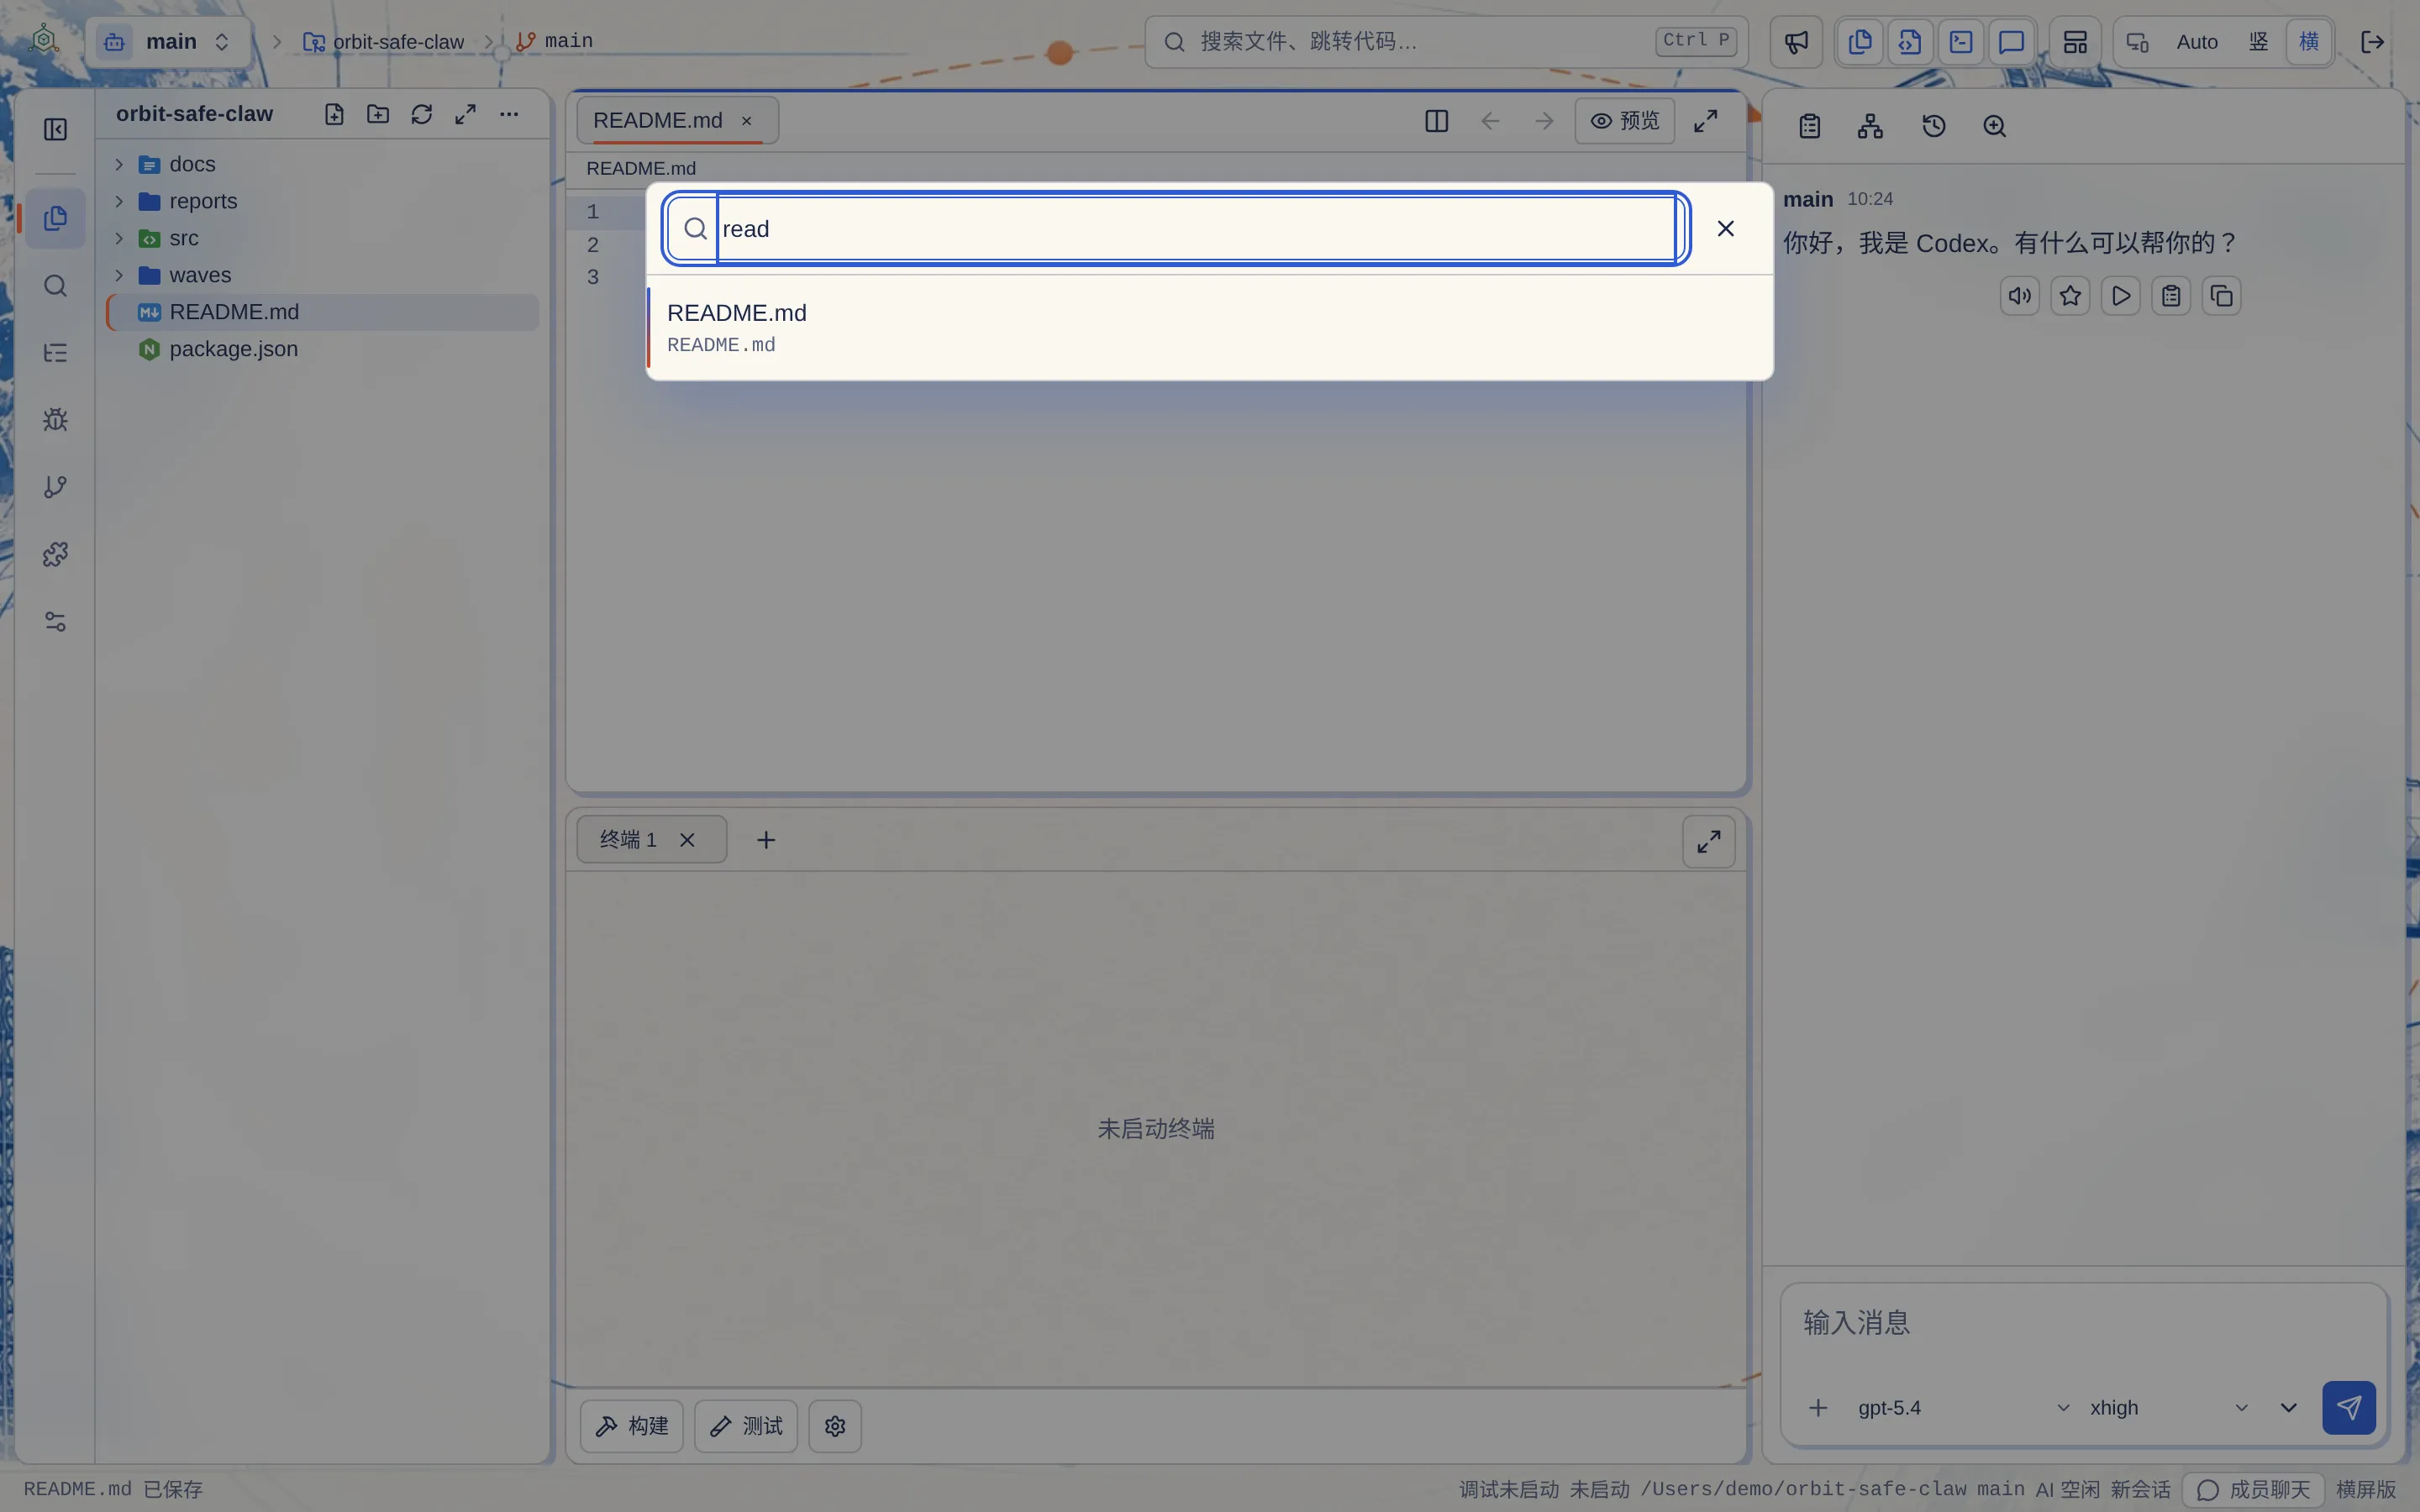 main
orbit-safe-claw
main
搜索文件、跳转代码...
Ctrl P
Auto
竖
横
orbit-safe-claw
docs
reports
src
waves
README.md
package.json
README.md
预览
README.md
1
2
3
read
README.md
README.md
main 10:24
你好，我是 Codex。有什么可以帮你的？
终端 1
未启动终端
构建
测试
输入消息
gpt-5.4
xhigh
README.md 已保存
调试未启动 未启动 /Users/demo/orbit-safe-claw main AI 空闲 新会话 成员聊天 横屏版